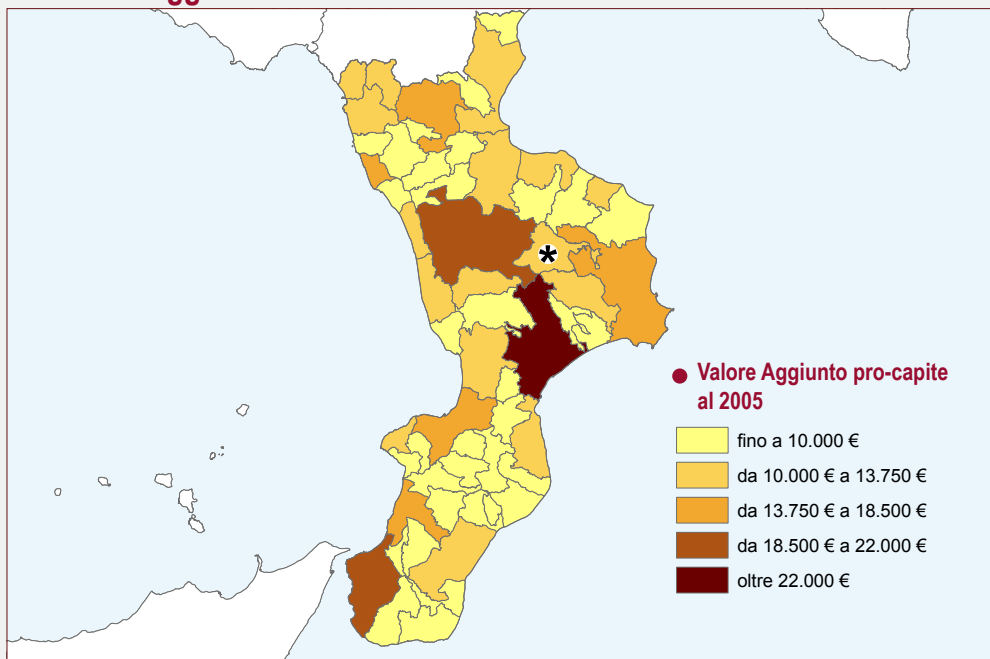 Valore Aggiunto pro-capite
al 2005
fino a 10.000 €
da 10.000 € a 13.750 €
da 13.750 € a 18.500 €
da 18.500 € a 22.000 €
oltre 22.000 €